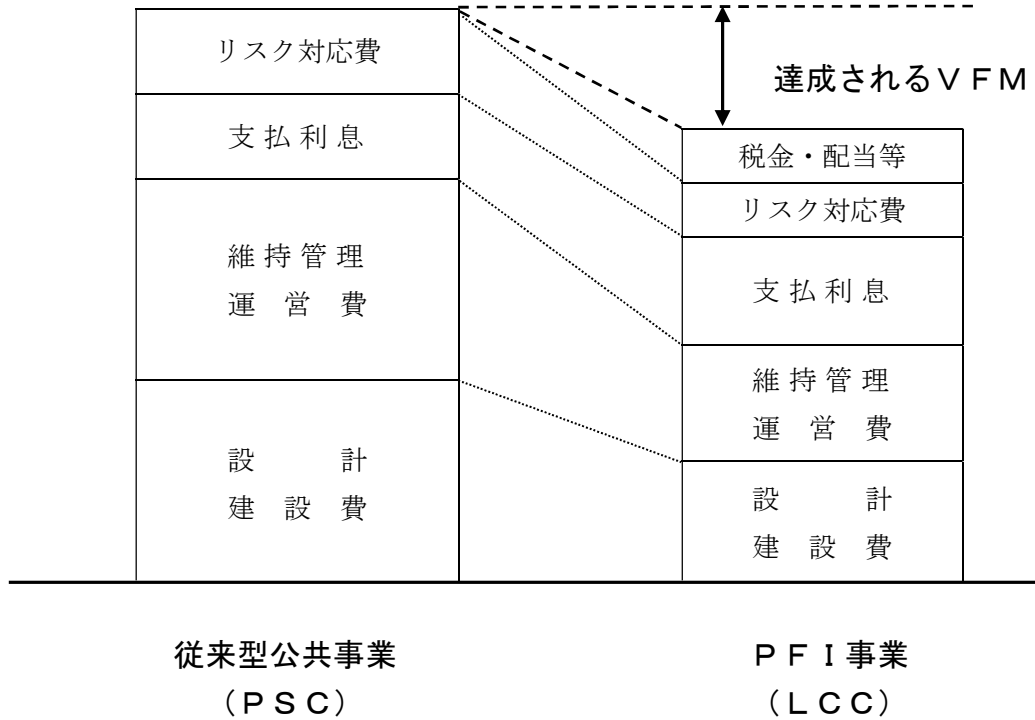 リスク対応費
支払利息
維持管理
運営費
設計
建設費
達成されるＶＦＭ
税金・配当等
リスク対応費
支払利息
維持管理
運営費
設計
建設費
従来型公共事業
（ＰＳＣ）
ＰＦＩ事業
（ＬＣＣ）